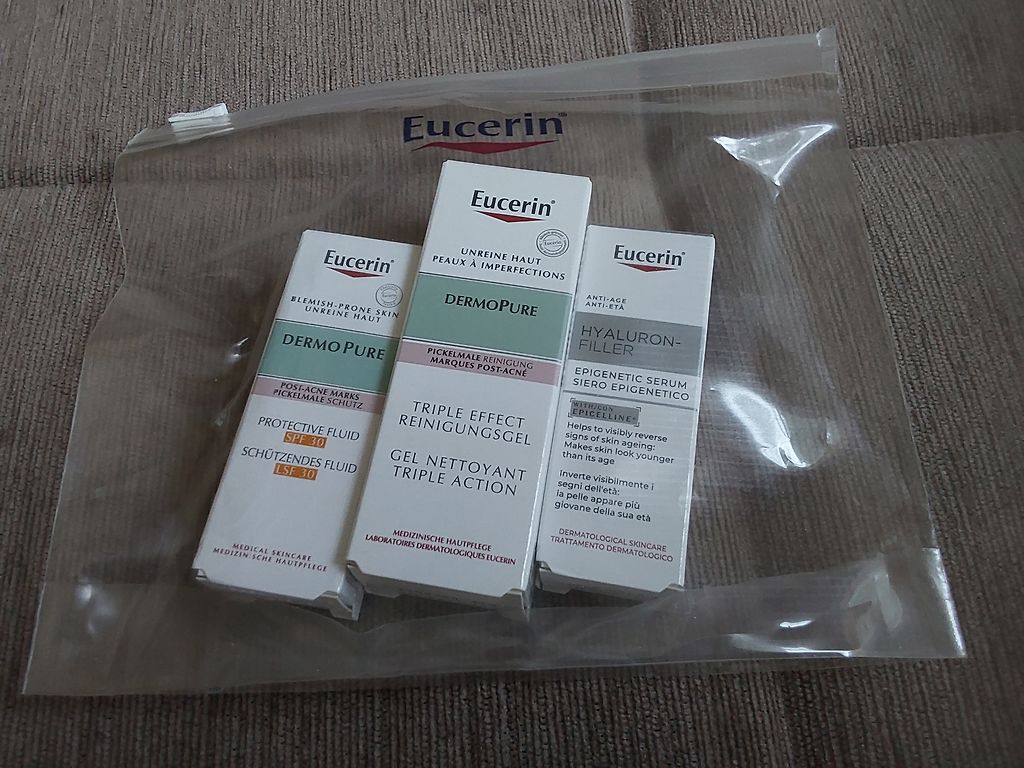 Eucerin®
Eucerin®
BLEMISH-PRONE SKIN
UNREINE HAUT
DERMOPURE
POST-ACNE MARKS
PICKELMALE SCHUTZ
PROTECTIVE FLUID
SPF 30
SCHÜTZENDES FLUID
LSF 30
MEDICAL SKINCARE
MEDIZINISCHE HAUTPFLEGE
Eucerin®
UNREINE HAUT
PEAUX À IMPERFECTIONS
DERMOPURE
PICKELMALE REINIGUNG
MARQUES POST-ACNÉ
TRIPLE EFFECT
REINIGUNGSGEL
GEL NETTOYANT
TRIPLE ACTION
MEDIZINISCHE HAUTPFLEGE
LABORATOIRES DERMATOLOGIQUES EUCERIN
Eucerin®
ANTI-AGE
ANTI-ETÀ
HYALURON-
FILLER
EPIGENETIC SERUM
SIERO EPIGENETICO
WITH/CON
EPICELLINE®
Helps to visibly reverse
signs of skin ageing:
Makes skin look younger
than its age
Inverte visibilmente i
segni dell'età:
la pelle appare più
giovane della sua età
DERMATOLOGICAL SKINCARE
TRATTAMENTO DERMATOLOGICO